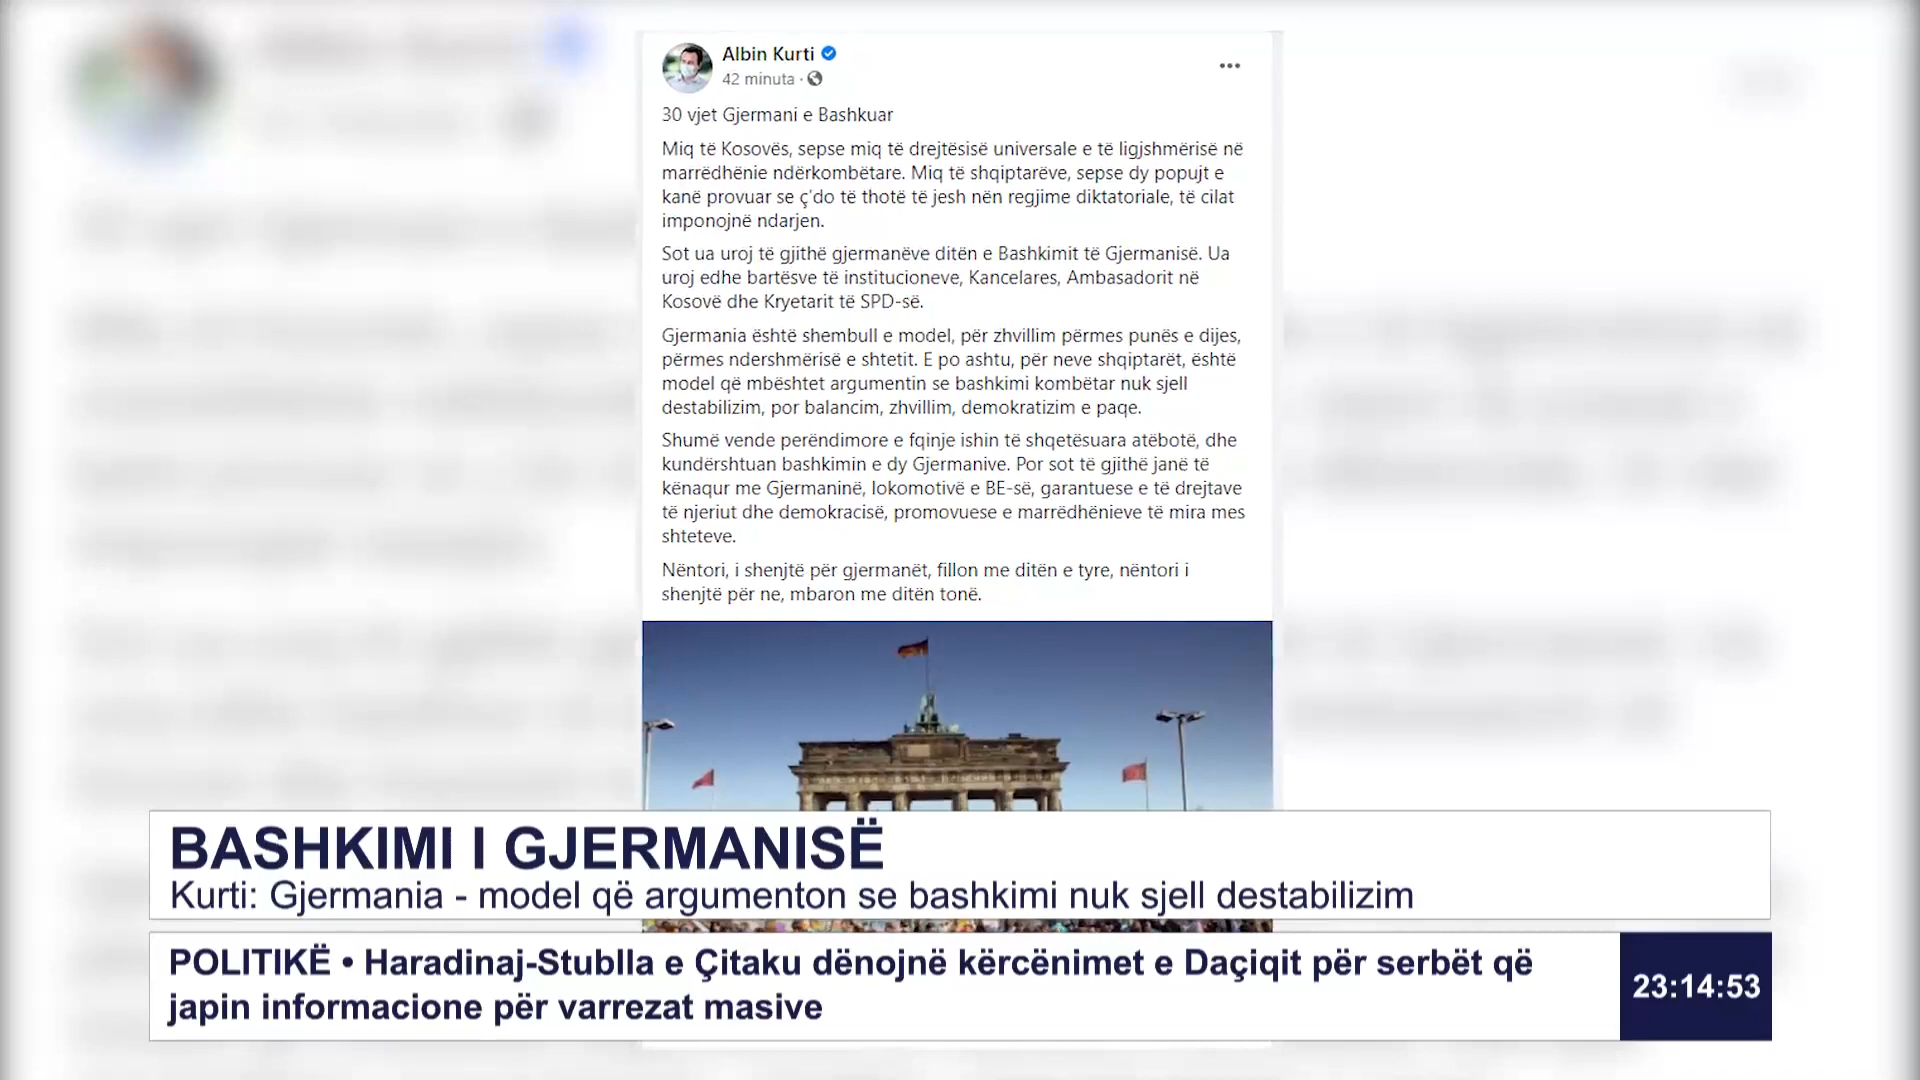 Albin Kurti
42 minuta ·
30 vjet Gjermani e Bashkuar
Miq të Kosovës, sepse miq të drejtësisë universale e të ligjshmërisë në
marrëdhënie ndërkombëtare. Miq të shqiptarëve, sepse dy popujt e
kanë provuar se ç'do të thotë të jesh nën regjime diktatoriale, të cilat
imponojnë ndarjen.
Sot ua uroj të gjithë gjermanëve ditën e Bashkimit të Gjermanisë. Ua
uroj edhe bartësve të institucioneve, Kancelares, Ambasadorit në
Kosovë dhe Kryetarit të SPD-së.
Gjermania është shembull e model, për zhvillim përmes punës e dijes,
përmes ndershmërisë e shtetit. E po ashtu, për neve shqiptarët, është
model që mbështet argumentin se bashkimi kombëtar nuk sjell
destabilizim, por balancim, zhvillim, demokratizim e paqe.
Shumë vende perëndimore e fqinje ishin të shqetësuara atëbotë, dhe
kundërshtuan bashkimin e dy Gjermanive. Por sot të gjithë janë të
kënaqur me Gjermaninë, lokomotivë e BE-së, garantuese e të drejtave
të njeriut dhe demokracisë, promovuese e marrëdhënieve të mira mes
shteteve.
Nëntori, i shenjtë për gjermanët, fillon me ditën e tyre, nëntori i
shenjtë për ne, mbaron me ditën tonë.
BASHKIMI I GJERMANISË
Kurti: Gjermania - model që argumenton se bashkimi nuk sjell destabilizim
POLITIKË • Haradinaj-Stublla e Çitaku dënojnë kërcënimet e Daçiqit për serbët që
japin informacione për varrezat masive
23:14:53